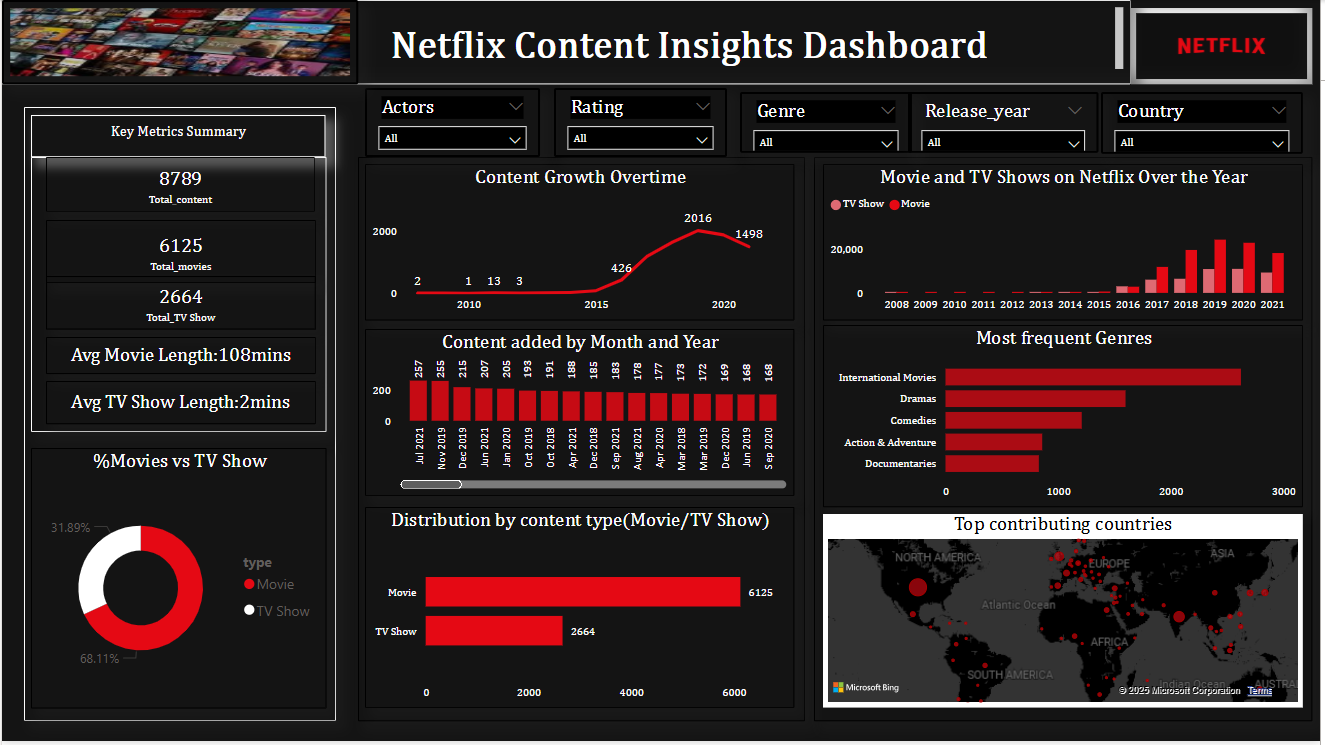 Netflix Content Insights Dashboard
NETFLIX
Actors
All
Rating
All
Genre
All
Release_year
All
Country
All
Key Metrics Summary
8789
Total_content
6125
Total_movies
2664
Total_TV Show
Avg Movie Length:108mins
Avg TV Show Length:2mins
%Movies vs TV Show
31.89%
68.11%
type
Movie
TV Show
Content Growth Overtime
2000
0
2 1 13 3 426 2016 1498
2010 2015 2020
Content added by Month and Year
200
0
257 255 215 207 205 193 191 188 185 183 178 177 173 172 169 168 168
Jul 2021 Nov 2019 Dec 2019 Jun 2021 Jan 2020 Oct 2019 Oct 2018 Apr 2021 Dec 2018 Sep 2021 Aug 2021 Apr 2020 Mar 2018 Mar 2019 Dec 2020 Jun 2019 Sep 2020
Distribution by content type(Movie/TV Show)
Movie 6125
TV Show 2664
0 2000 4000 6000
Movie and TV Shows on Netflix Over the Year
TV Show Movie
20,000
0
2008 2009 2010 2011 2012 2013 2014 2015 2016 2017 2018 2019 2020 2021
Most frequent Genres
International Movies
Dramas
Comedies
Action & Adventure
Documentaries
0 1000 2000 3000
Top contributing countries
NORTH AMERICA
ASIA
EUROPE
Atlantic Ocean
AFRICA
SOUTH AMERICA
Indian Ocean
AUSTRA
Microsoft Bing
© 2025 Microsoft Corporation Terms